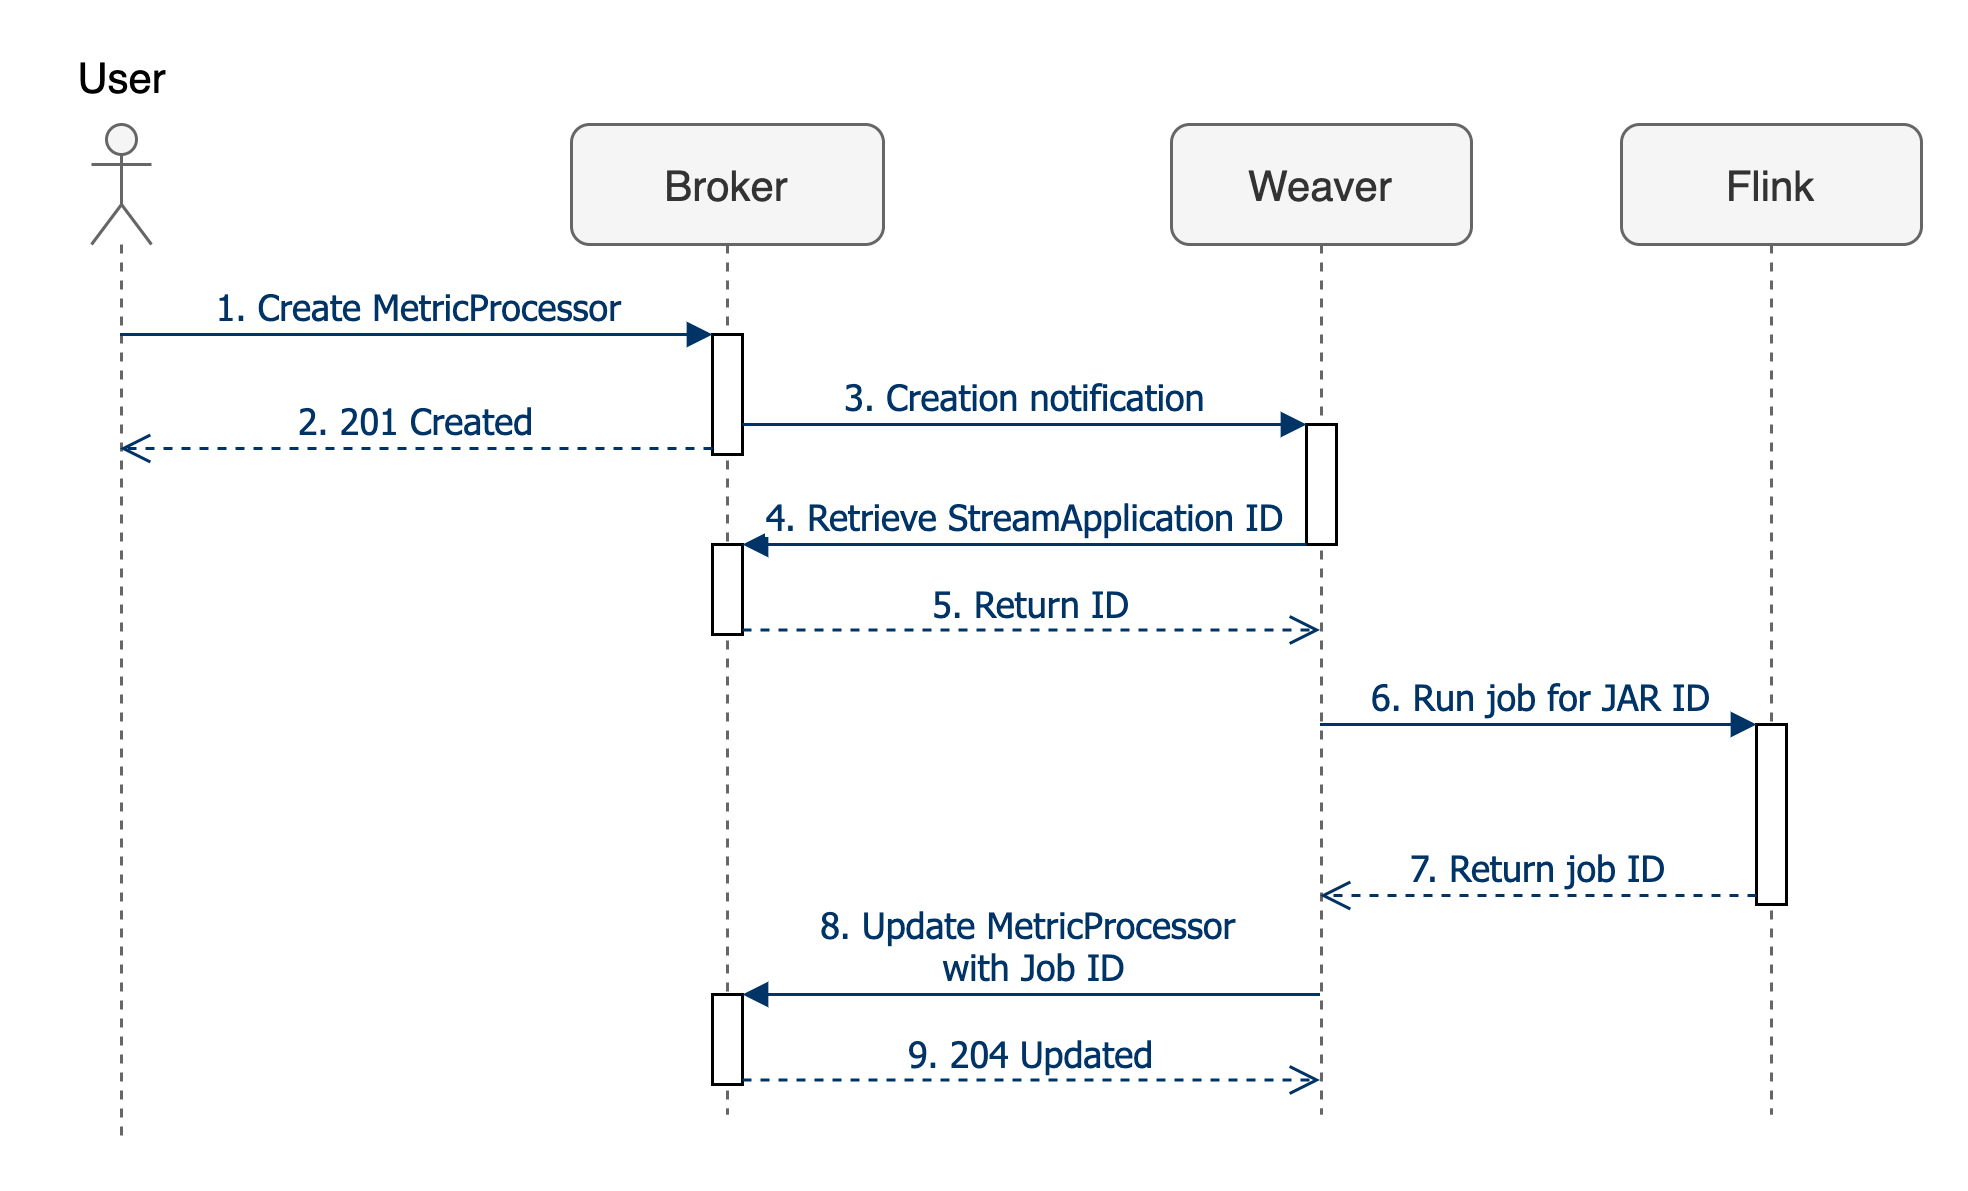 User
Broker
Weaver
Flink
1. Create MetricProcessor
2. 201 Created
3. Creation notification
4. Retrieve StreamApplication ID
5. Return ID
6. Run job for JAR ID
7. Return job ID
8. Update MetricProcessor
with Job ID
9. 204 Updated